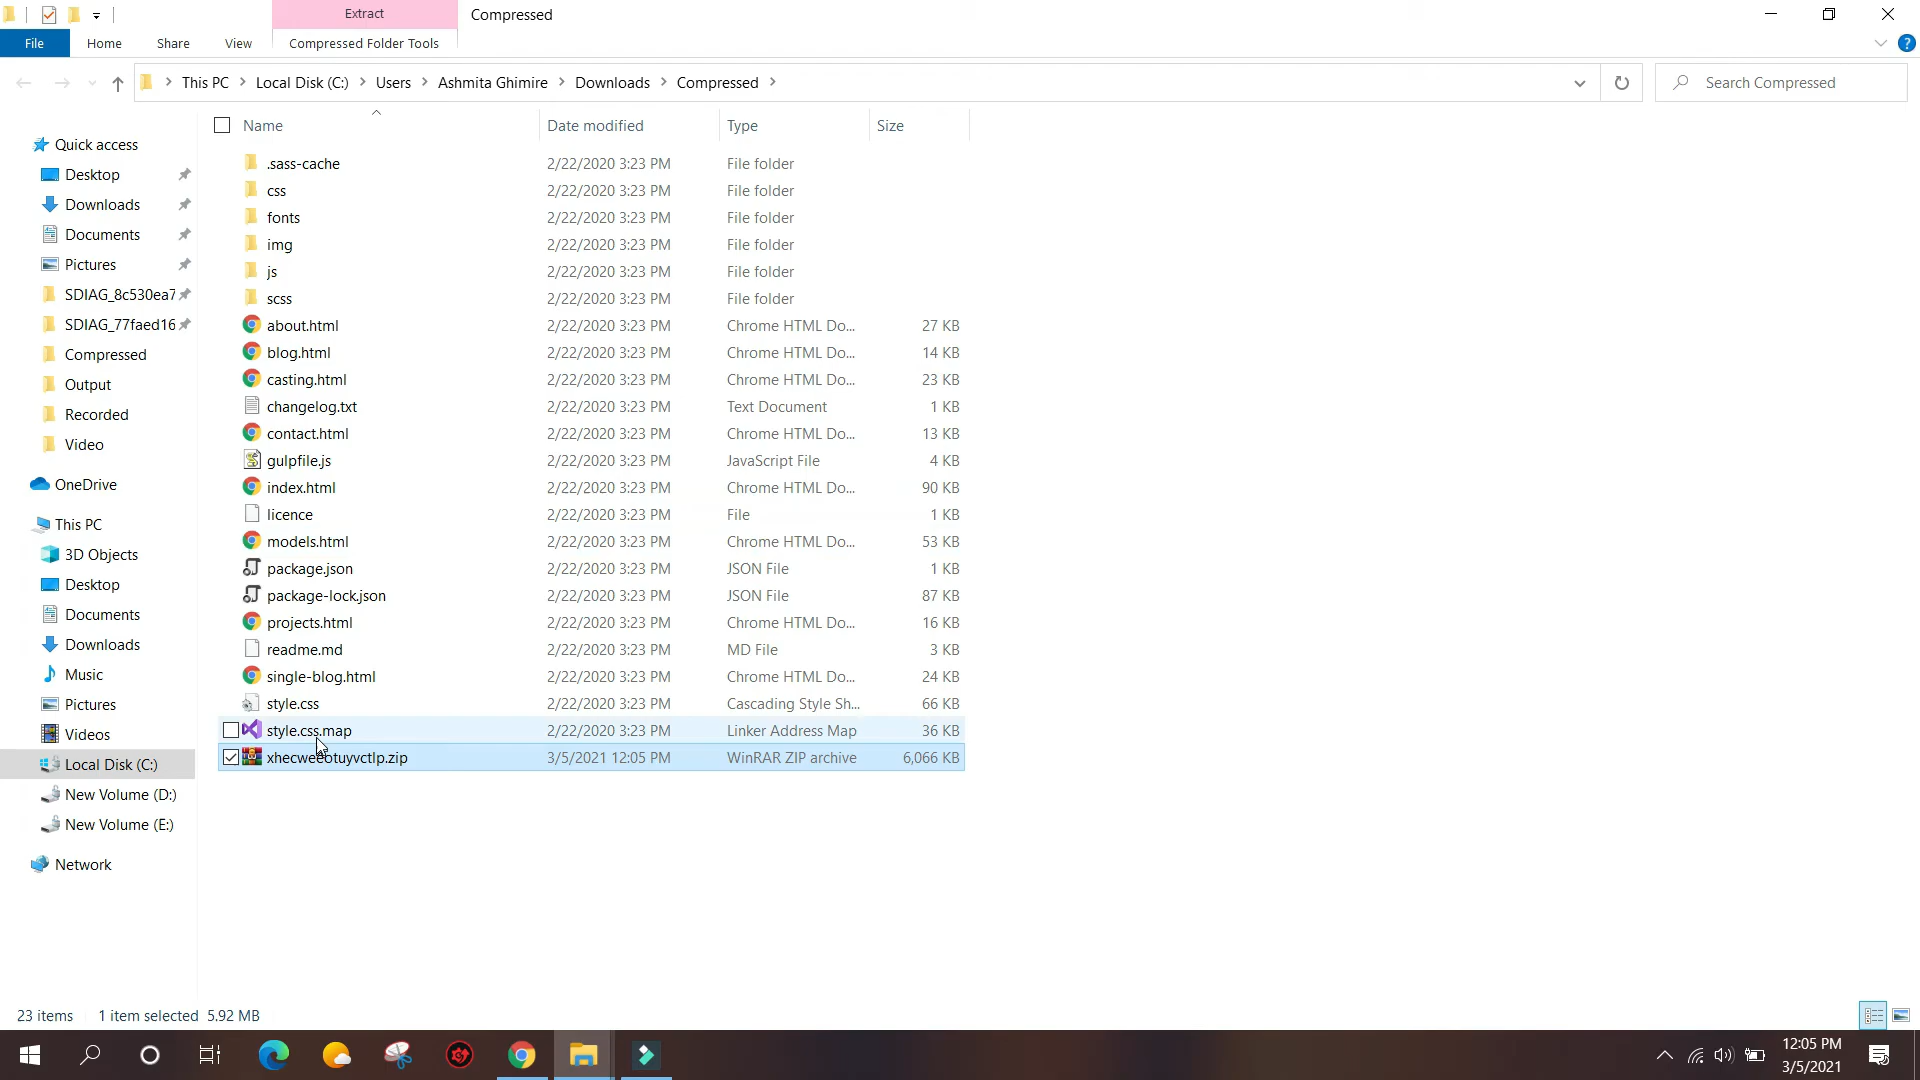 Extract
Compressed
File
Home
Share
View
Compressed Folder Tools
This PC
Local Disk (C:)
Users
Ashmita Ghimire
Downloads
Compressed
Search Compressed
Name
Date modified
Type
Size
Quick access
Desktop
Downloads
Documents
Pictures
SDIAG_8c530ea7
SDIAG_77faed16
Compressed
Output
Recorded
Video
OneDrive
This PC
3D Objects
Desktop
Documents
Downloads
Music
Pictures
Videos
Local Disk (C:)
New Volume (D:)
New Volume (E:)
Network
.sass-cache 2/22/2020 3:23 PM File folder
css 2/22/2020 3:23 PM File folder
fonts 2/22/2020 3:23 PM File folder
img 2/22/2020 3:23 PM File folder
js 2/22/2020 3:23 PM File folder
scss 2/22/2020 3:23 PM File folder
about.html 2/22/2020 3:23 PM Chrome HTML Do... 27 KB
blog.html 2/22/2020 3:23 PM Chrome HTML Do... 14 KB
casting.html 2/22/2020 3:23 PM Chrome HTML Do... 23 KB
changelog.txt 2/22/2020 3:23 PM Text Document 1 KB
contact.html 2/22/2020 3:23 PM Chrome HTML Do... 13 KB
gulpfile.js 2/22/2020 3:23 PM JavaScript File 4 KB
index.html 2/22/2020 3:23 PM Chrome HTML Do... 90 KB
licence 2/22/2020 3:23 PM File 1 KB
models.html 2/22/2020 3:23 PM Chrome HTML Do... 53 KB
package.json 2/22/2020 3:23 PM JSON File 1 KB
package-lock.json 2/22/2020 3:23 PM JSON File 87 KB
projects.html 2/22/2020 3:23 PM Chrome HTML Do... 16 KB
readme.md 2/22/2020 3:23 PM MD File 3 KB
single-blog.html 2/22/2020 3:23 PM Chrome HTML Do... 24 KB
style.css 2/22/2020 3:23 PM Cascading Style Sh... 66 KB
style.css.map 2/22/2020 3:23 PM Linker Address Map 36 KB
3/5/2021 12:05 PM WinRAR ZIP archive 6,066 KB
23 items 1 item selected 5.92 MB
12:05 PM
3/5/2021